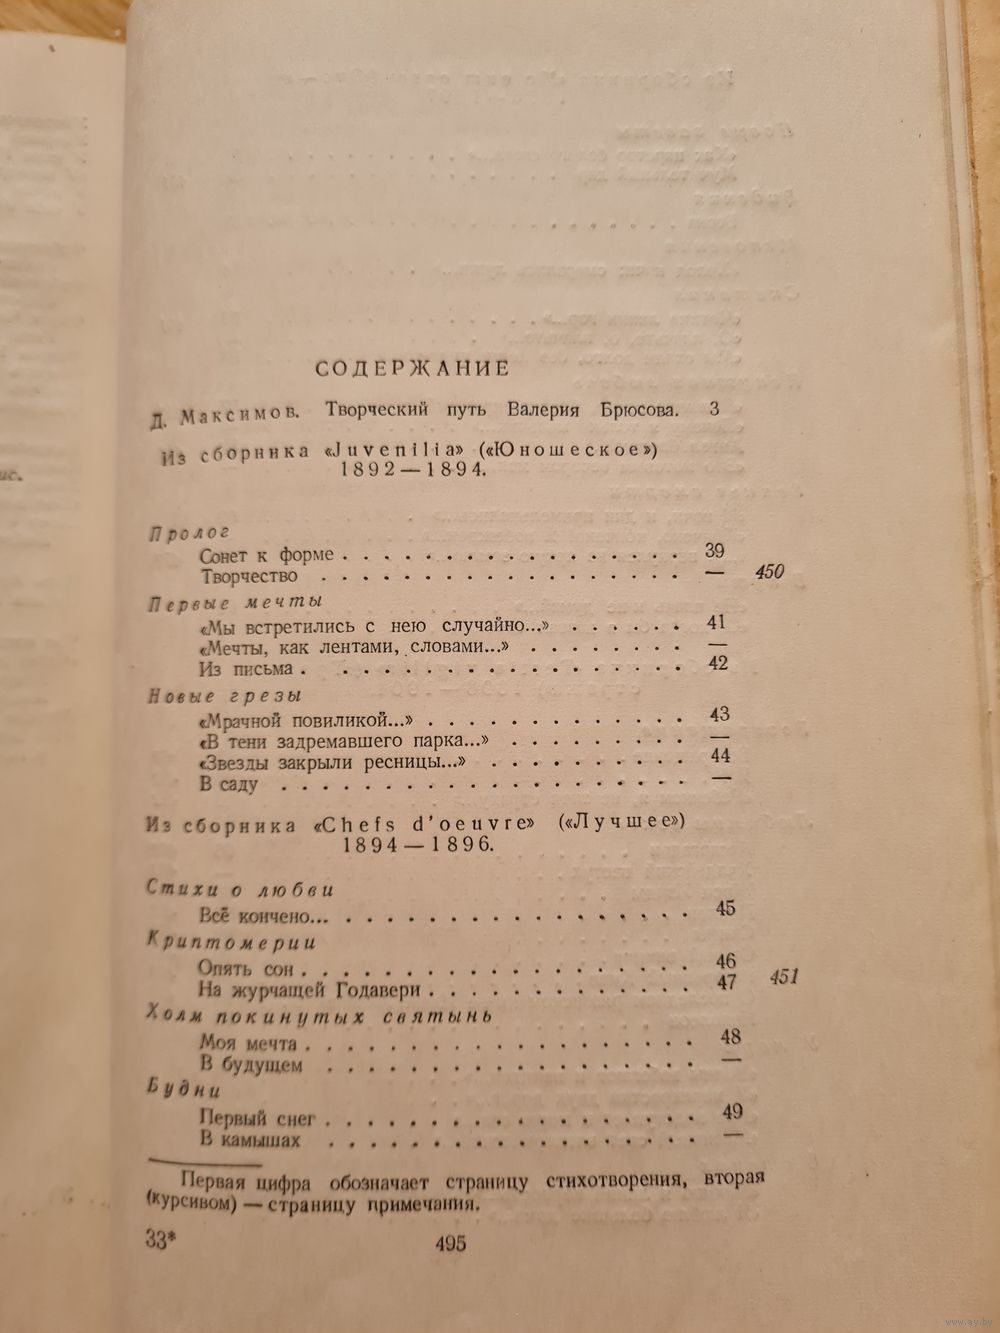 СОДЕРЖАНИЕ
Д. Максимов. Творческий путь Валерия Брюсова. 3
Из сборника «Juvenilia» («Юношеское»)
1892—1894.
Пролог
Сонет к форме . . . . . . . . . . . . . . . . 39
Творчество . . . . . . . . . . . . . . . . . — 450
Первые мечты
«Мы встретились с нею случайно...» . . . . . . 41
«Мечты, как лентами, словами...» . . . . . . . . —
Из письма . . . . . . . . . . . . . . . . . . 42
Новые грезы
«Мрачной повиликой...» . . . . . . . . . . . . . 43
«В тени задремавшего парка...» . . . . . . . . . —
«Звезды закрыли ресницы...» . . . . . . . . . . 44
В саду . . . . . . . . . . . . . . . . . . . —
Из сборника «Chefs d'oeuvre» («Лучшее»)
1894—1896.
Стихи о любви
Всё кончено... . . . . . . . . . . . . . . . . . 45
Криптомерии
Опять сон . . . . . . . . . . . . . . . . . . . 46
На журчащей Годавери . . . . . . . . . . . . . 47 451
Холм покинутых святынь
Моя мечта . . . . . . . . . . . . . . . . . . . 48
В будущем . . . . . . . . . . . . . . . . . . —
Будни
Первый снег . . . . . . . . . . . . . . . . . . 49
В камышах . . . . . . . . . . . . . . . . . . —
Первая цифра обозначает страницу стихотворения, вторая
(курсивом) — страницу примечания.
33*
495
www.ay.by